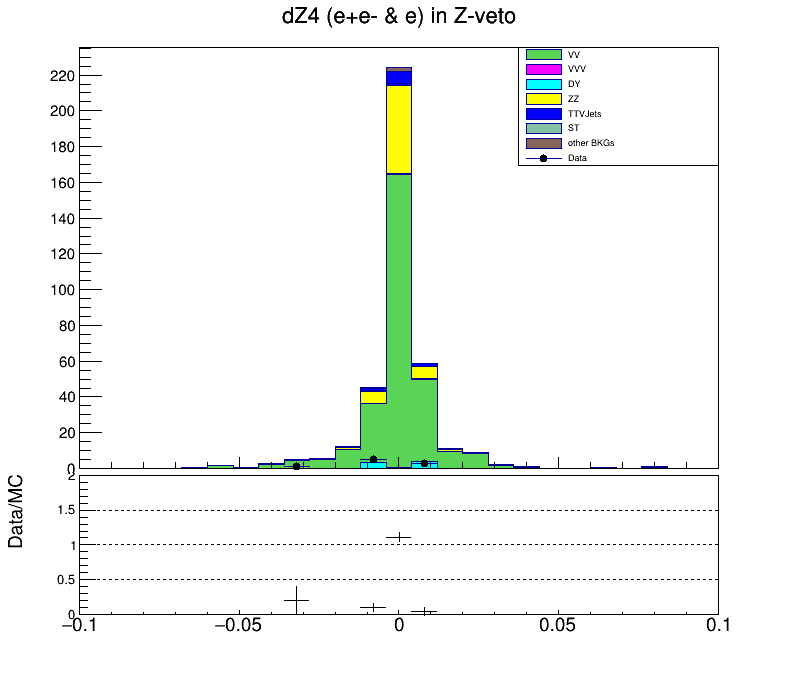 dZ4 (e+e- & e) in Z-veto
VV
VVV
DY
ZZ
TTVJets
ST
other BKGs
Data
220
200
180
160
140
120
100
80
60
40
20
0
Data/MC
2
1.5
1
0.5
0
−0.1
−0.05
0
0.05
0.1